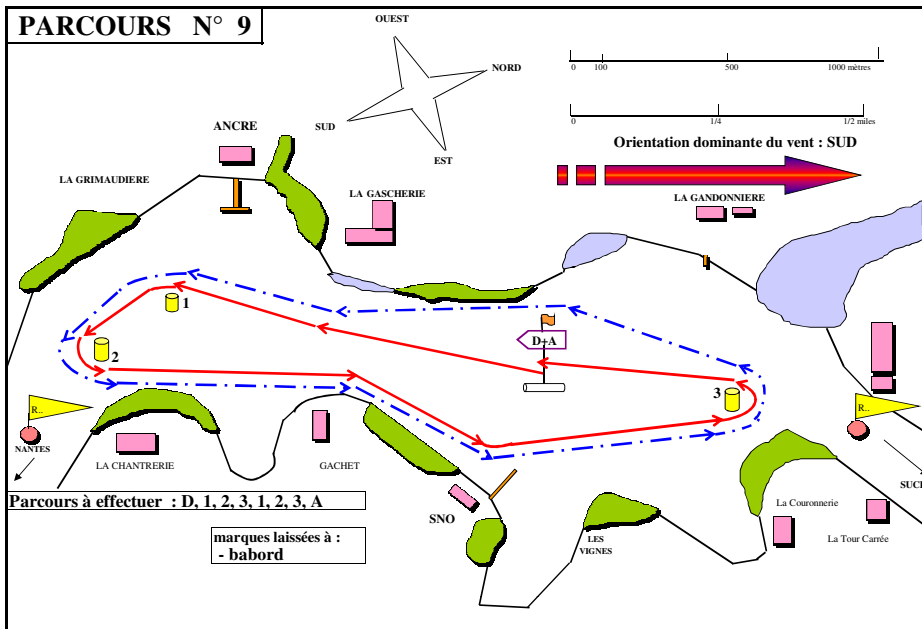 PARCOURS N° 9
OUEST
NORD
SUD
EST
0 100 500 1000 mètres
0 1/4 1/2 miles
Orientation dominante du vent : SUD
ANCRE
LA GRIMAUDIERE
LA GASCHERIE
LA GANDONNIERE
1
D+A
2
3
R..
R..
NANTES
LA CHANTRERIE
GACHET
SUCE
Parcours à effectuer : D, 1, 2, 3, 1, 2, 3, A
SNO
La Couronnerie
marques laissées à :
- babord
LES
VIGNES
La Tour Carrée